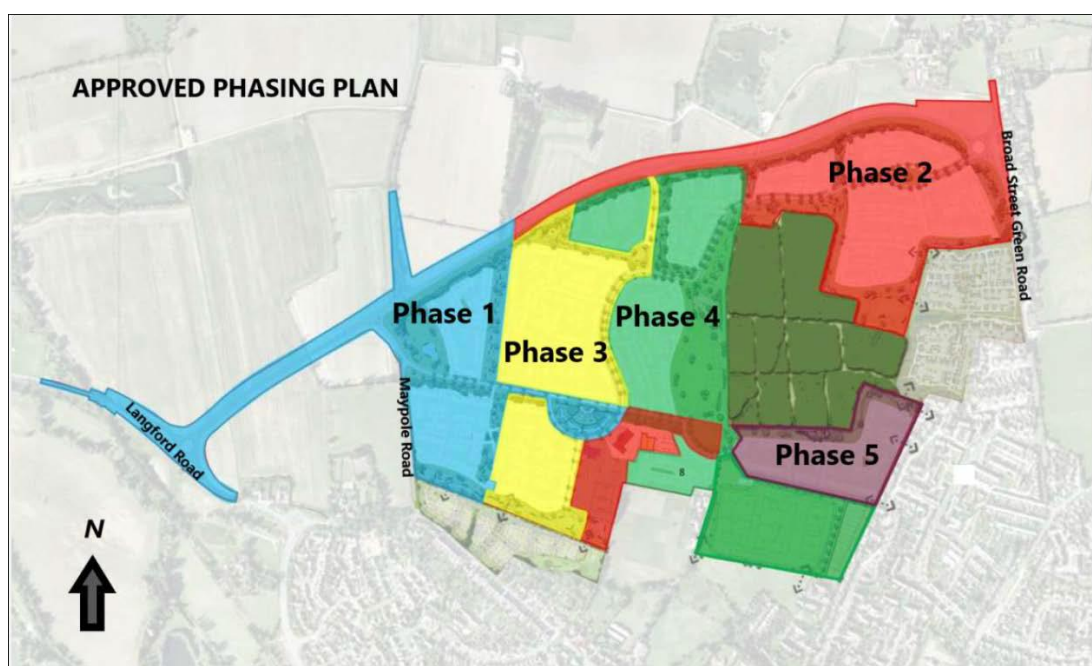 APPROVED PHASING PLAN
Phase 2
Broad Street Green Road
Phase 1
Phase 4
Phase 3
Maypole Road
Langford Road
Phase 5
8
N